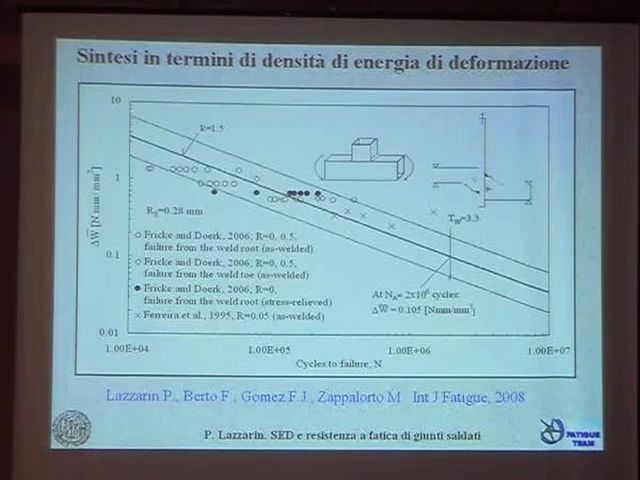 Sintesi in termini di densità di energia di deformazione
10
k=1.5
1
ΔW̅ [N mm/ mm³]
R₀=0.28 mm
T_W=3.3
Fricke and Doerk, 2006; R=0, 0.5,
failure from the weld root (as-welded)
0.1
Fricke and Doerk, 2006; R=0, 0.5,
failure from the weld toe (as-welded)
Fricke and Doerk, 2006; R=0,
failure from the weld root (stress-relieved)
Ferreira et al., 1995, R=0.05 (as-welded)
At N_A= 2x10⁶ cycles:
ΔW̅ = 0.105 [Nmm/mm³]
0.01
1.00E+04 1.00E+05 1.00E+06 1.00E+07
Cycles to failure, N
Lazzarin P., Berto F., Gomez F.J., Zappalorto M. Int J Fatigue, 2008
P. Lazzarin. SED e resistenza a fatica di giunti saldati
FATIGUE
TEAM